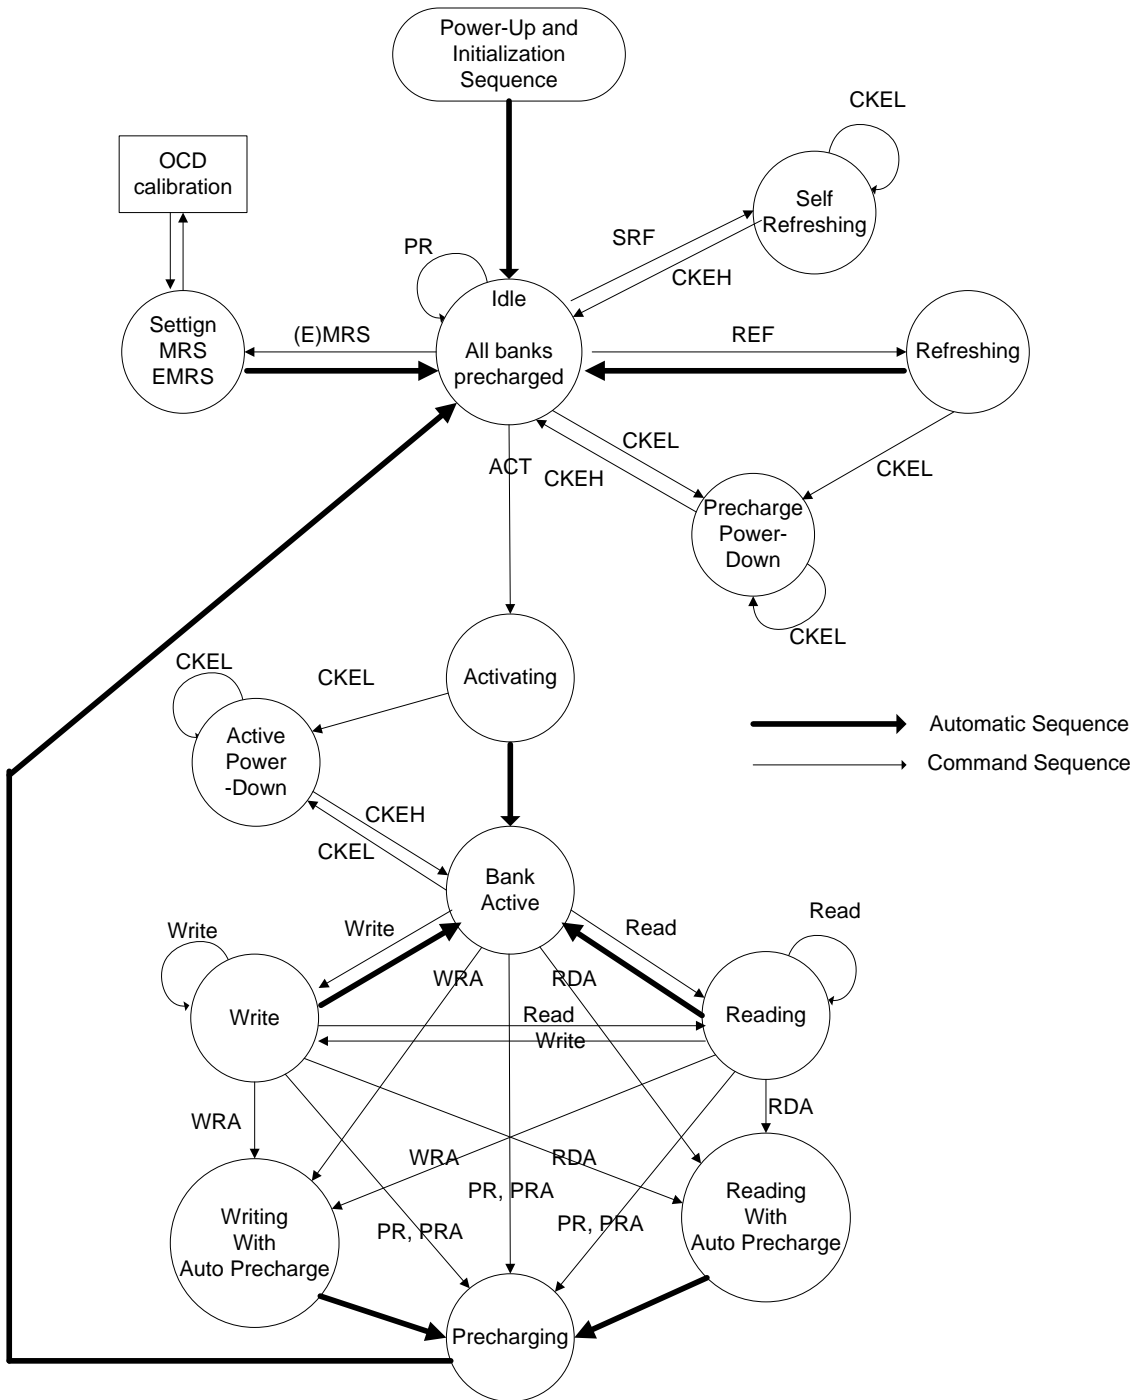 Power-Up and
Initialization
Sequence
CKEL
OCD
calibration
Self
Refreshing
SRF
PR
CKEH
Idle
Settign
MRS
EMRS
(E)MRS
All banks
precharged
REF
Refreshing
CKEL
ACT
CKEH
CKEL
Precharge
Power-
Down
CKEL
CKEL
CKEL
Activating
Active
Power
-Down
Automatic Sequence
Command Sequence
CKEH
CKEL
Bank
Active
Write
Write
Read
Read
WRA
RDA
Write
Read
Write
Reading
WRA
RDA
WRA
RDA
PR, PRA
PR, PRA
PR, PRA
Writing
With
Auto Precharge
Reading
With
Auto Precharge
Precharging